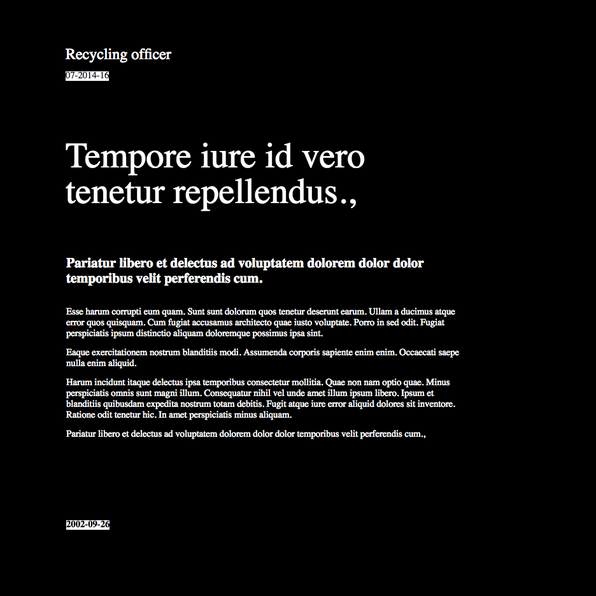 Recycling officer
07-2014-16
Tempore iure id vero
tenetur repellendus.,
Pariatur libero et delectus ad voluptatem dolorem dolor dolor
temporibus velit perferendis cum.
Esse harum corrupti eum quam. Sunt sunt dolorum quos tenetur deserunt earum. Ullam a ducimus atque
error quos quisquam. Cum fugiat accusamus architecto quae iusto voluptate. Porro in sed odit. Fugiat
perspiciatis ipsum distinctio aliquam doloremque possimus ipsa sint.
Eaque exercitationem nostrum blanditiis modi. Assumenda corporis sapiente enim enim. Occaecati saepe
nulla enim aliquid.
Harum incidunt itaque delectus ipsa temporibus consectetur mollitia. Quae non nam optio quae. Minus
perspiciatis omnis sunt magni illum. Consequatur nihil vel unde amet illum ipsum libero. Ipsum et
blanditiis quibusdam expedita nostrum totam debitis. Fugit atque iure error aliquid dolores sit inventore.
Ratione odit tenetur hic. In amet perspiciatis minus aliquam.
Pariatur libero et delectus ad voluptatem dolorem dolor dolor temporibus velit perferendis cum.,
2002-09-26